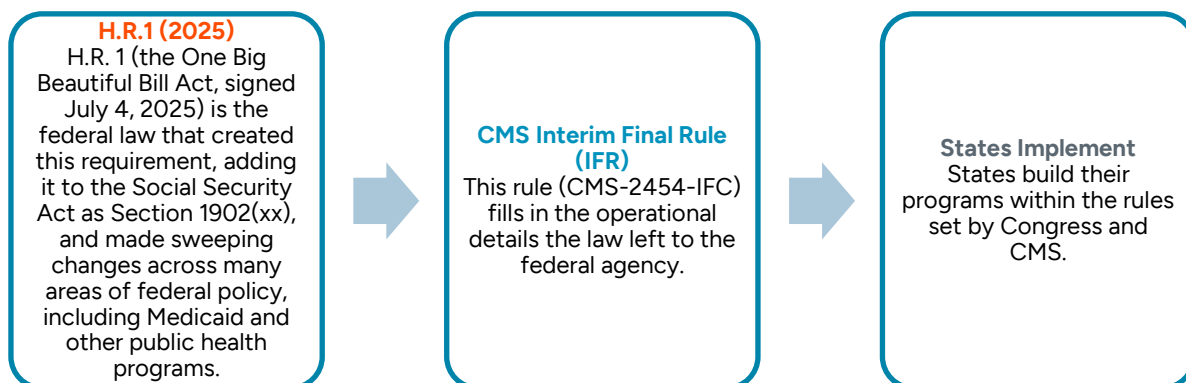 H.R.1 (2025)
H.R. 1 (the One Big
Beautiful Bill Act, signed
July 4, 2025) is the
federal law that created
this requirement, adding
it to the Social Security
Act as Section 1902(xx),
and made sweeping
changes across many
areas of federal policy,
including Medicaid and
other public health
programs.
CMS Interim Final Rule
(IFR)
This rule (CMS-2454-IFC)
fills in the operational
details the law left to the
federal agency.
States Implement
States build their
programs within the rules
set by Congress and
CMS.